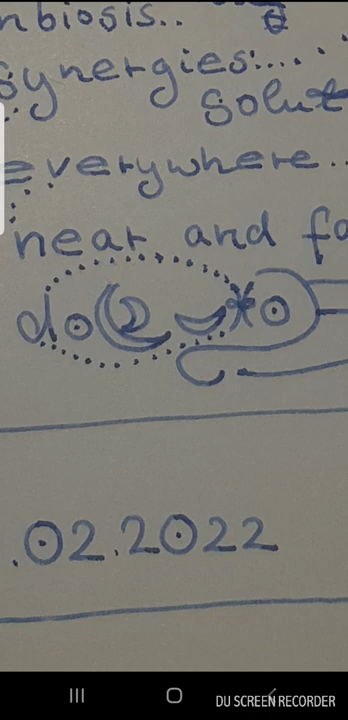 nbiosis..
synergies....
solut
everywhere..
near and fa
.02.2022
DU SCREEN RECORDER